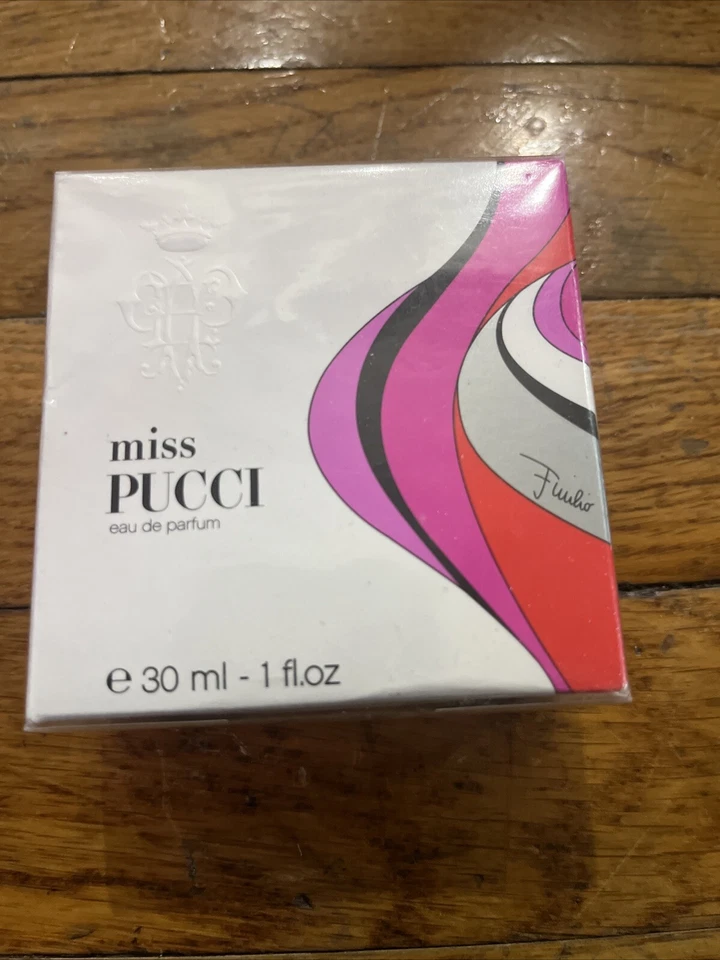 miss
PUCCI
eau de parfum
Emilio
℮ 30 ml - 1 fl.oz